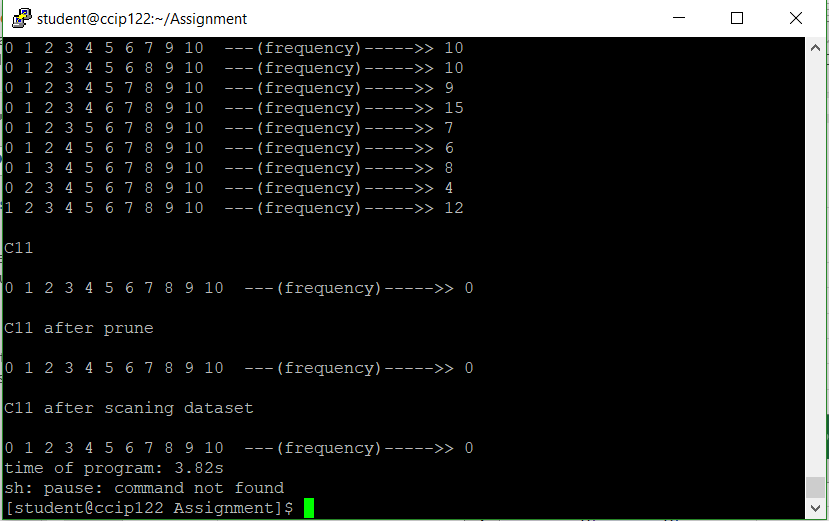 student@ccip122:~/Assignment
0 1 2 3 4 5 6 7 9 10  ---(frequency)----->> 10
0 1 2 3 4 5 6 8 9 10  ---(frequency)----->> 10
0 1 2 3 4 5 7 8 9 10  ---(frequency)----->> 9
0 1 2 3 4 6 7 8 9 10  ---(frequency)----->> 15
0 1 2 3 5 6 7 8 9 10  ---(frequency)----->> 7
0 1 2 4 5 6 7 8 9 10  ---(frequency)----->> 6
0 1 3 4 5 6 7 8 9 10  ---(frequency)----->> 8
0 2 3 4 5 6 7 8 9 10  ---(frequency)----->> 4
1 2 3 4 5 6 7 8 9 10  ---(frequency)----->> 12
C11
0 1 2 3 4 5 6 7 8 9 10  ---(frequency)----->> 0
C11 after prune
0 1 2 3 4 5 6 7 8 9 10  ---(frequency)----->> 0
C11 after scaning dataset
0 1 2 3 4 5 6 7 8 9 10  ---(frequency)----->> 0
time of program: 3.82s
sh: pause: command not found
[student@ccip122 Assignment]$